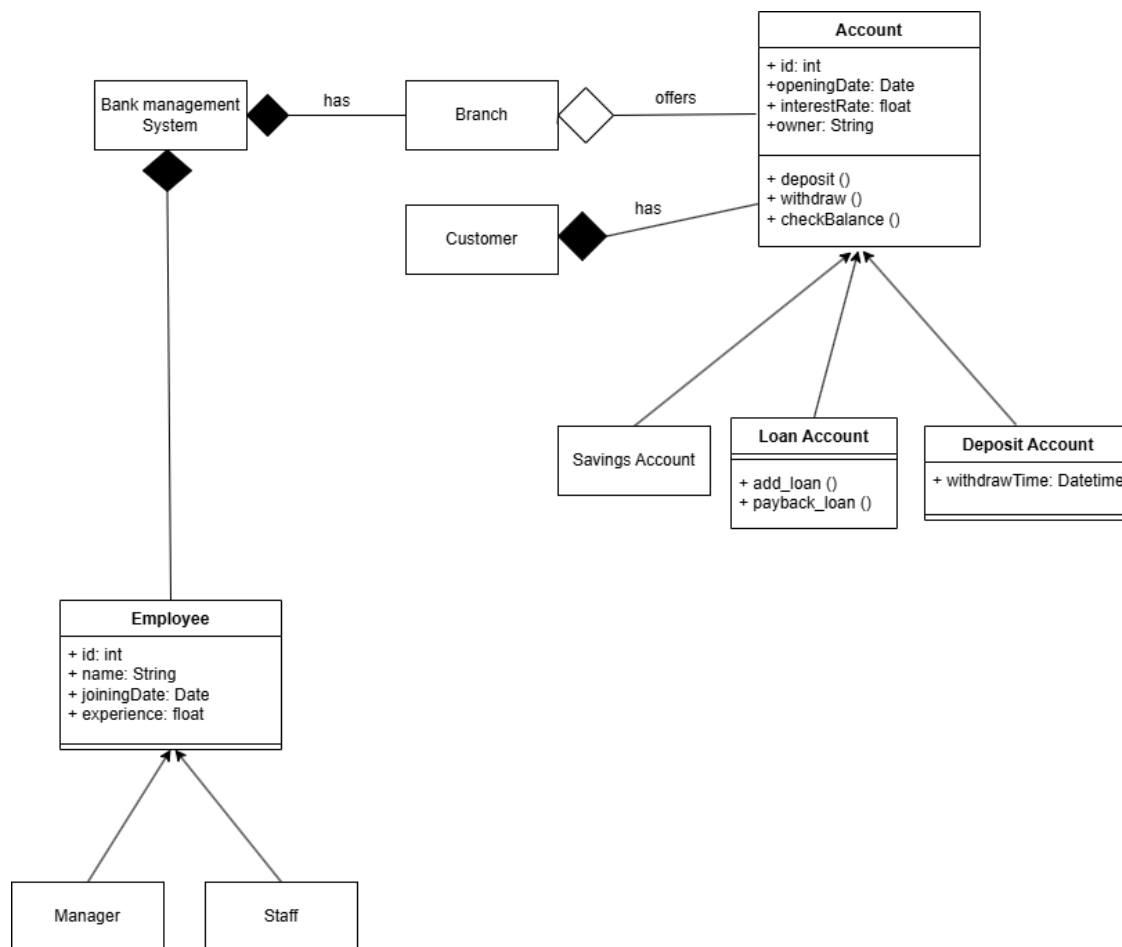 Account
+ id: int
+openingDate: Date
+ interestRate: float
+owner: String
+ deposit ()
+ withdraw ()
+ checkBalance ()
Bank management
System
has
Branch
offers
Customer
has
Savings Account
Loan Account
+ add_loan ()
+ payback_loan ()
Deposit Account
+ withdrawTime: Datetime
Employee
+ id: int
+ name: String
+ joiningDate: Date
+ experience: float
Manager
Staff